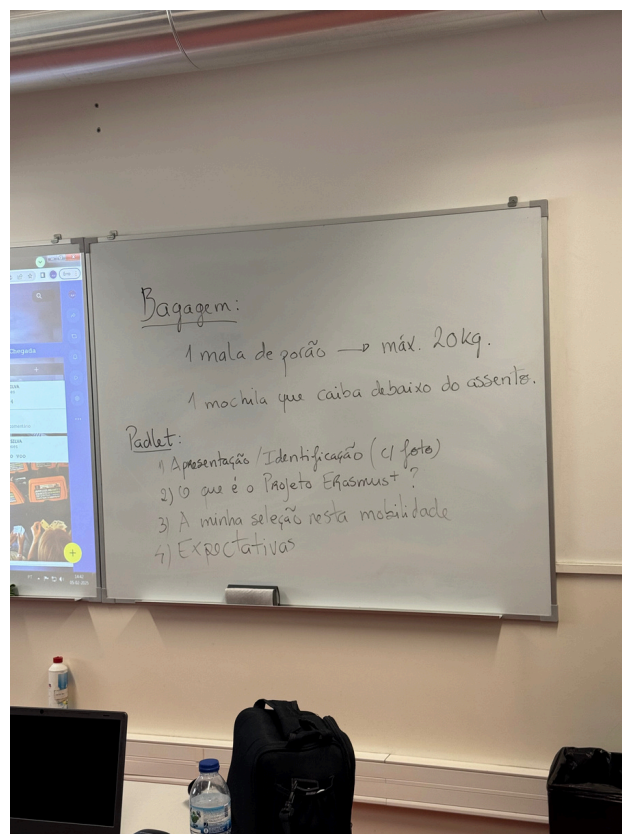 Bagagem:
1 mala de porão → máx. 20kg.
1 mochila que caiba debaixo do assento.
Padlet:
1) Apresentação / Identificação (c/ foto)
2) O que é o Projeto Erasmus+ ?
3) A minha seleção nesta mobilidade
4) Expectativas